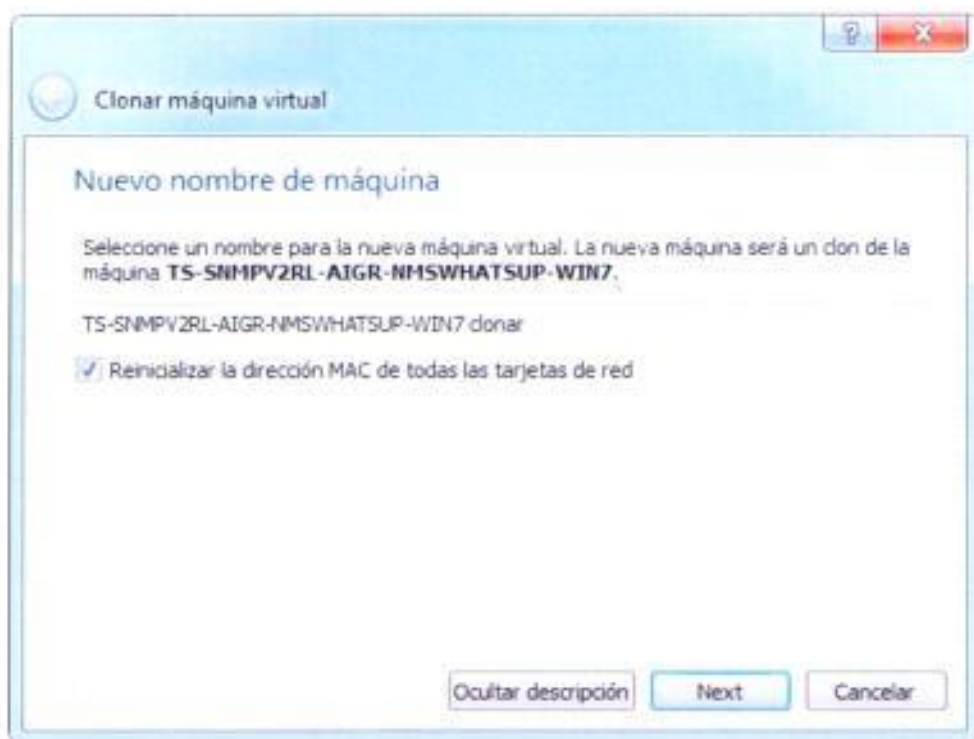 Clonar máquina virtual
Nuevo nombre de máquina
Seleccione un nombre para la nueva máquina virtual. La nueva máquina será un clon de la
máquina TS-SNMPV2RL-AIGR-NMSWHATSUP-WIN7.
TS-SNMPV2RL-AIGR-NMSWHATSUP-WIN7 clonar
Reinicializar la dirección MAC de todas las tarjetas de red
Ocultar descripción
Next
Cancelar